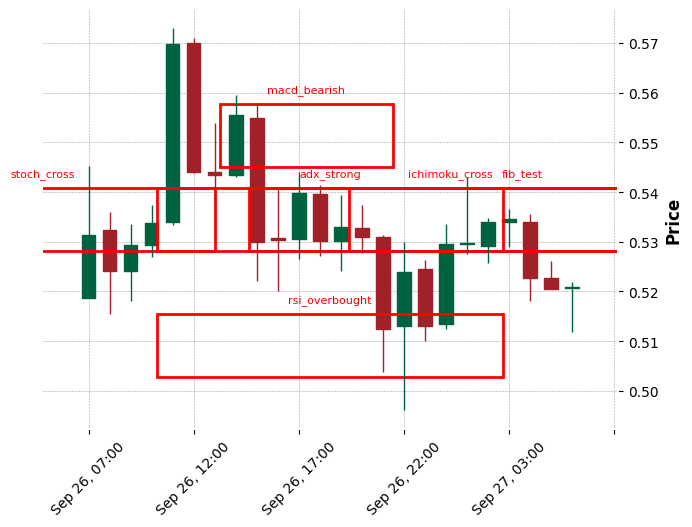 macd_bearish
stoch_cross
adx_strong
ichimoku_cross
fib_test
rsi_overbought
0.57
0.56
0.55
0.54
0.53
0.52
0.51
0.50
Price
Sep 26, 07:00
Sep 26, 12:00
Sep 26, 17:00
Sep 26, 22:00
Sep 27, 03:00